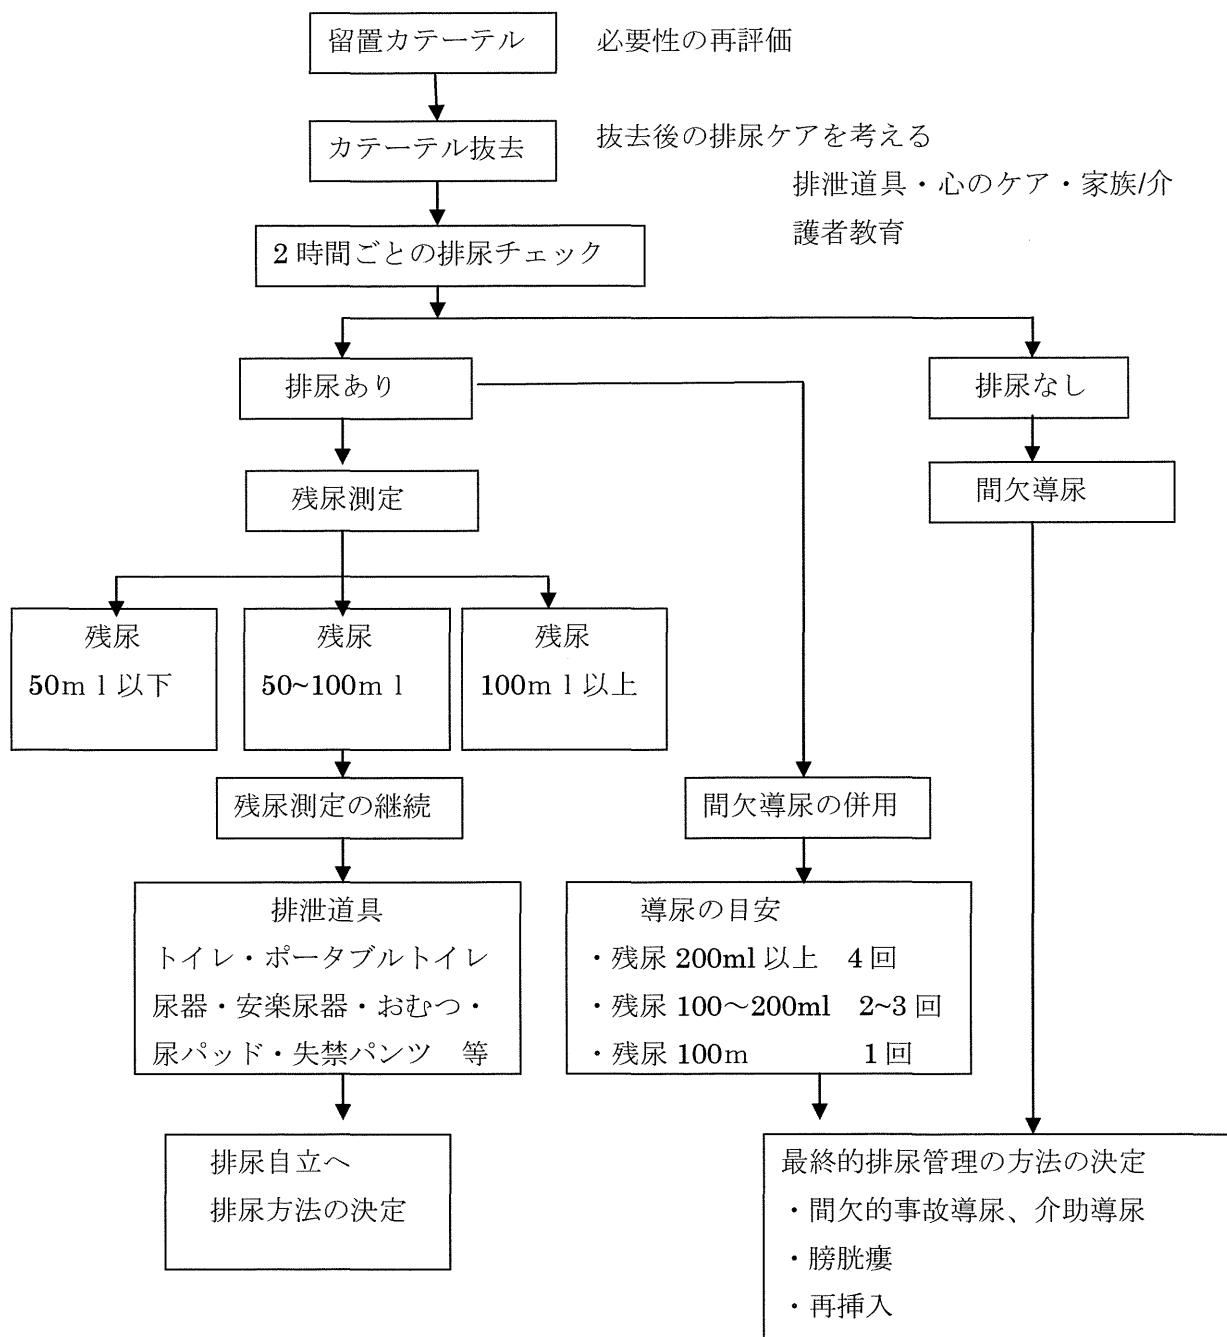 留置カテーテル
必要性の再評価
カテーテル抜去
抜去後の排尿ケアを考える
排泄道具・心のケア・家族/介
護者教育
2時間ごとの排尿チェック
排尿あり
排尿なし
残尿測定
間欠導尿
残尿
50ml以下
残尿
50~100ml
残尿
100ml以上
残尿測定の継続
間欠導尿の併用
排泄道具
トイレ・ポータブルトイレ
尿器・安楽尿器・おむつ・
尿パッド・失禁パンツ 等
導尿の目安
・残尿 200ml 以上 4回
・残尿 100〜200ml 2~3回
・残尿 100m 1回
排尿自立へ
排尿方法の決定
最終的排尿管理の方法の決定
・間欠的事故導尿、介助導尿
・膀胱瘻
・再挿入